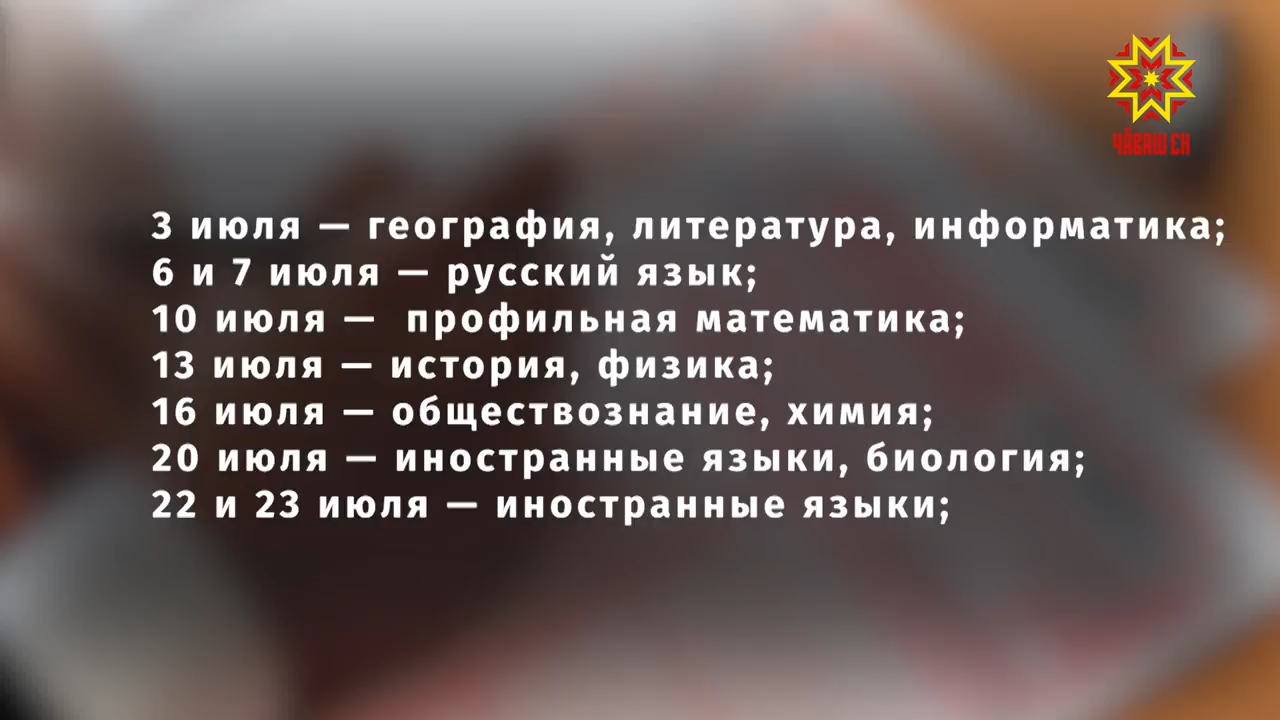 ЧӐВАШ ЕН
3 июля — география, литература, информатика;
6 и 7 июля — русский язык;
10 июля — профильная математика;
13 июля — история, физика;
16 июля — обществознание, химия;
20 июля — иностранные языки, биология;
22 и 23 июля — иностранные языки;